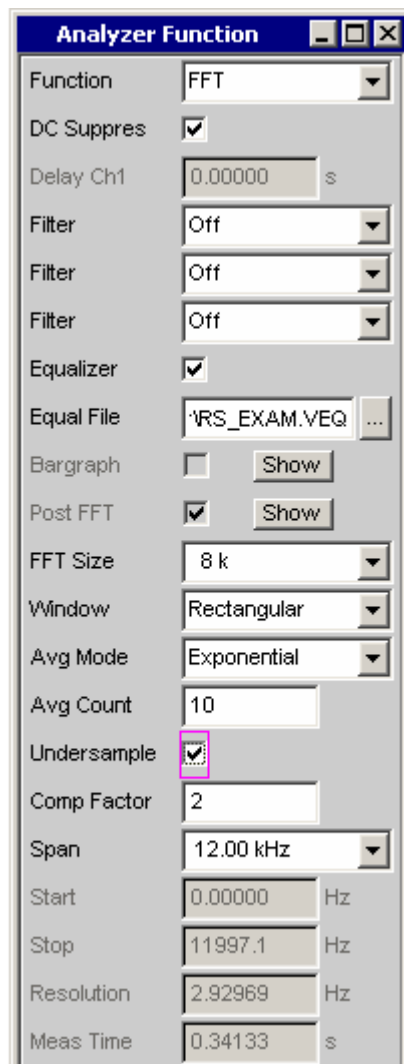 Analyzer Function
Function FFT
DC Suppres
Delay Ch1 0.00000 s
Filter Off
Filter Off
Filter Off
Equalizer
Equal File \RS_EXAM.VEQ ...
Bargraph Show
Post FFT Show
FFT Size 8 k
Window Rectangular
Avg Mode Exponential
Avg Count 10
Undersample
Comp Factor 2
Span 12.00 kHz
Start 0.00000 Hz
Stop 11997.1 Hz
Resolution 2.92969 Hz
Meas Time 0.34133 s